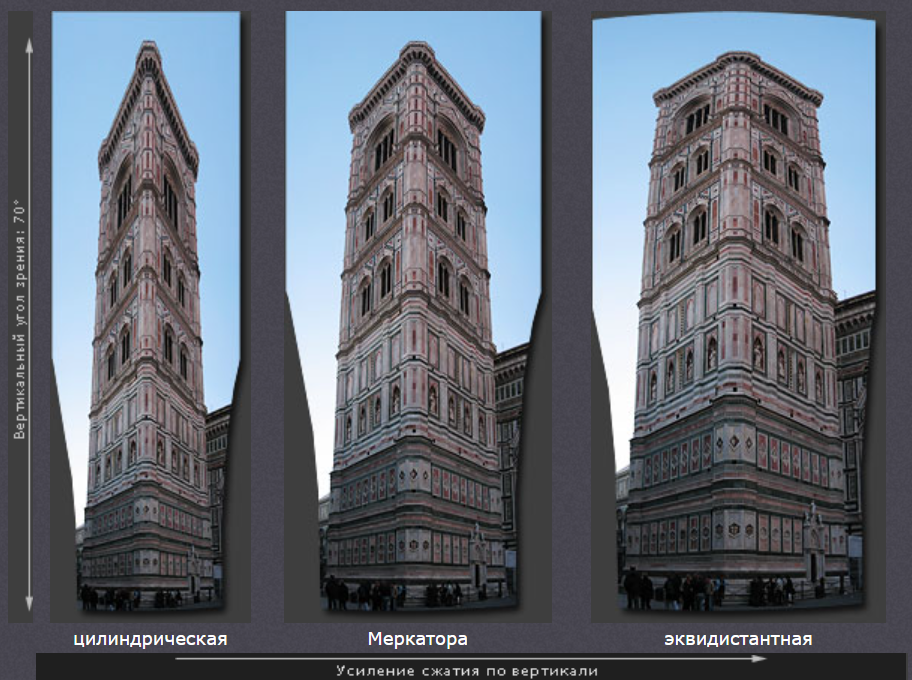 Вертикальный угол зрения: 70°
цилиндрическая
Меркатора
эквидистантная
Усиление сжатия по вертикали